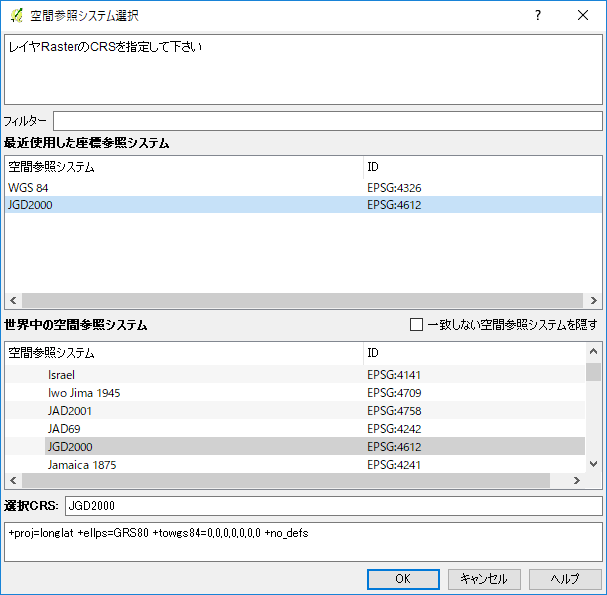 空間参照システム選択
レイヤRasterのCRSを指定して下さい
フィルター
最近使用した座標参照システム
空間参照システム ID
WGS 84 EPSG:4326
JGD2000 EPSG:4612
世界中の空間参照システム 一致しない空間参照システムを隠す
空間参照システム ID
Israel EPSG:4141
Iwo Jima 1945 EPSG:4709
JAD2001 EPSG:4758
JAD69 EPSG:4242
JGD2000 EPSG:4612
Jamaica 1875 EPSG:4241
選択CRS: JGD2000
+proj=longlat +ellps=GRS80 +towgs84=0,0,0,0,0,0,0 +no_defs
OK キャンセル ヘルプ